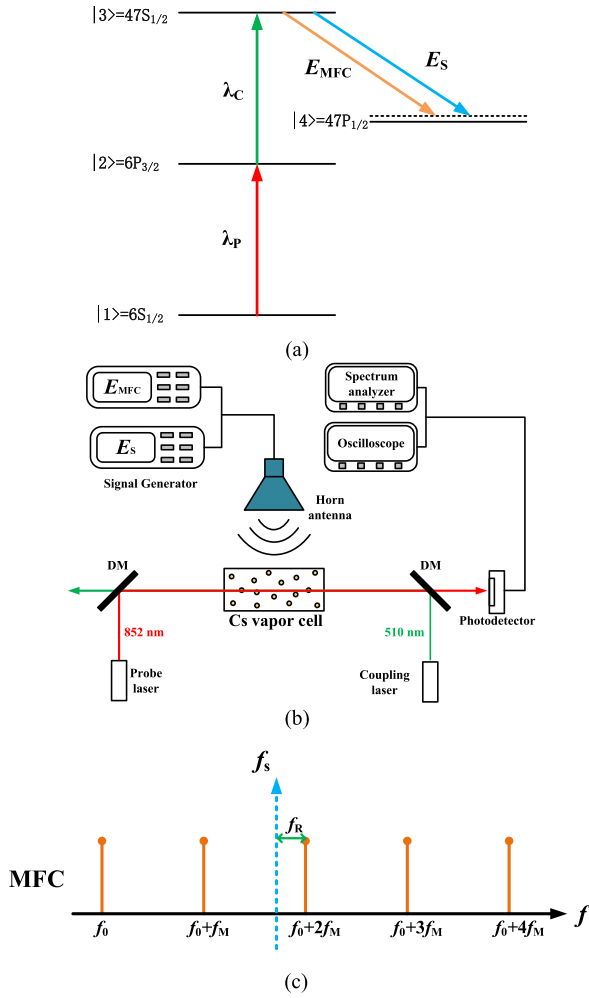 |3>=47S1/2
EMFC
ES
λC
|4>=47P1/2
|2>=6P3/2
λP
|1>=6S1/2
(a)
EMFC
ES
Signal Generator
Spectrum
analyzer
Oscilloscope
Horn
antenna
DM
DM
852 nm
Cs vapor cell
510 nm
Photodetector
Probe
laser
Coupling
laser
(b)
fs
fR
MFC
f0
f0+fM
f0+2fM
f0+3fM
f0+4fM
f
(c)